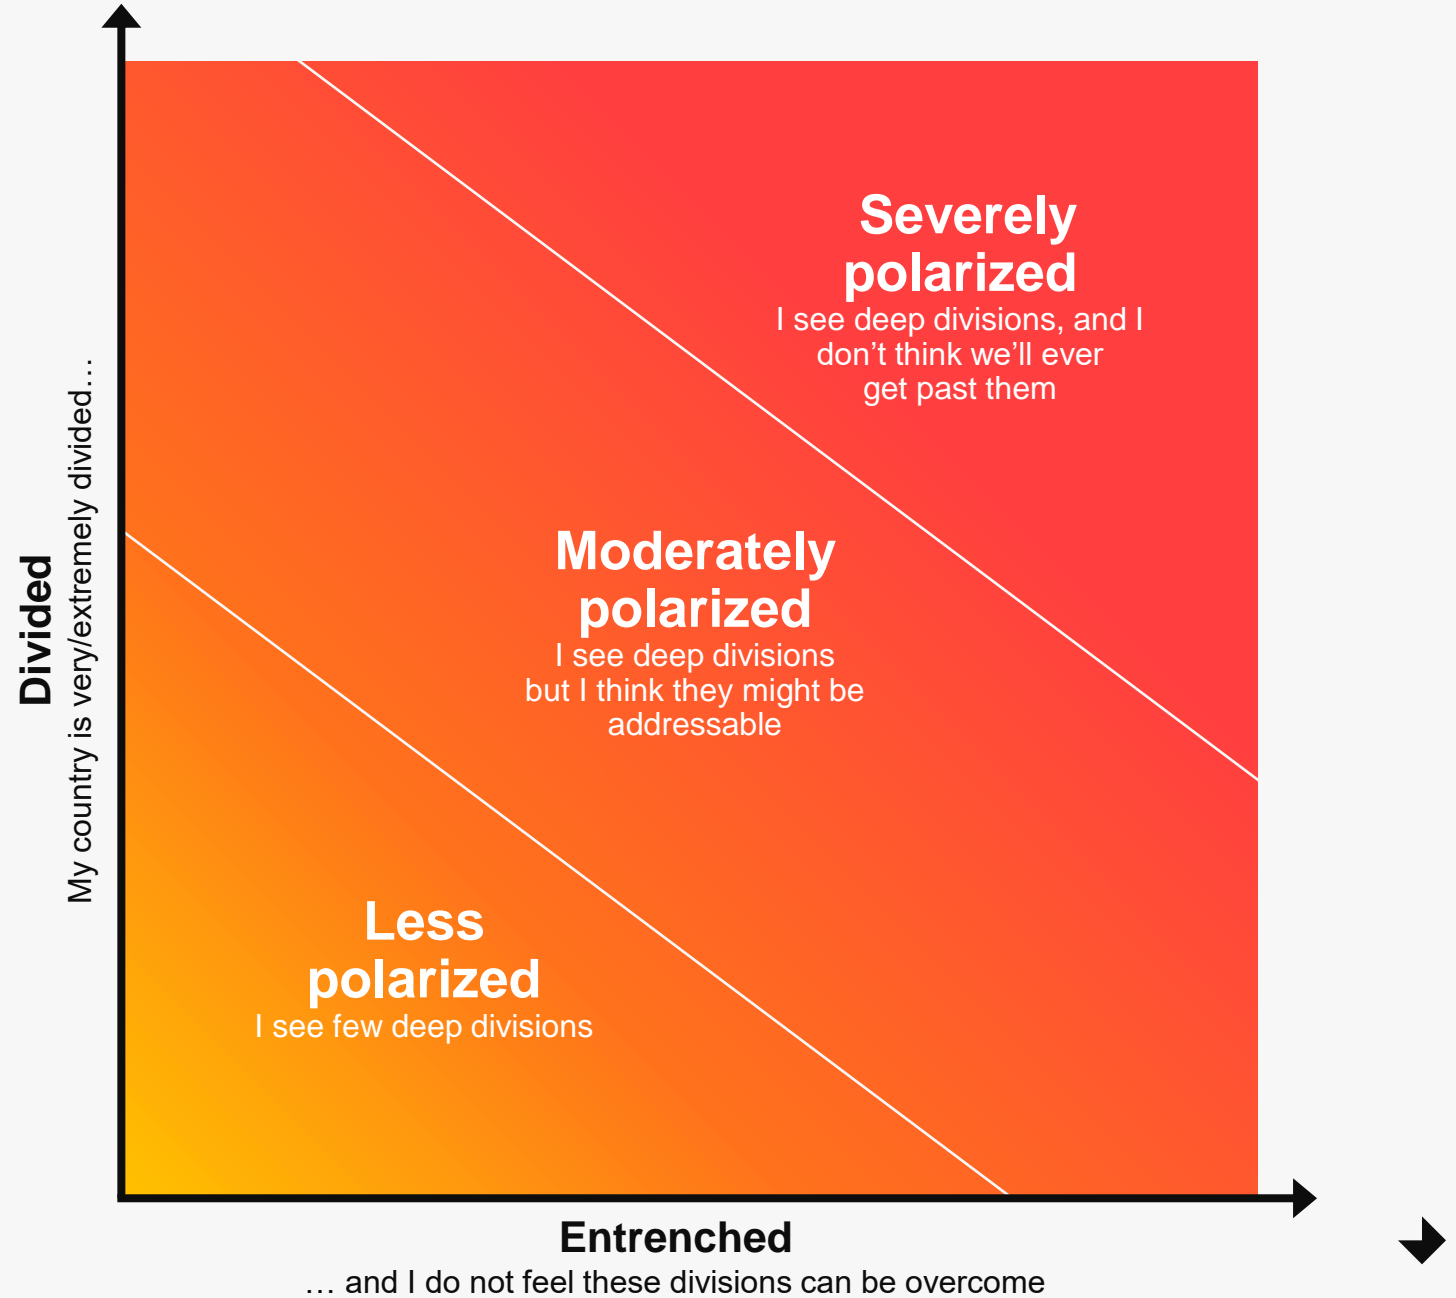 Severely
polarized
I see deep divisions, and I
don’t think we’ll ever
get past them
Divided
My country is very/extremely divided…
Moderately
polarized
I see deep divisions
but I think they might be
addressable
Less
polarized
I see few deep divisions
Entrenched
… and I do not feel these divisions can be overcome